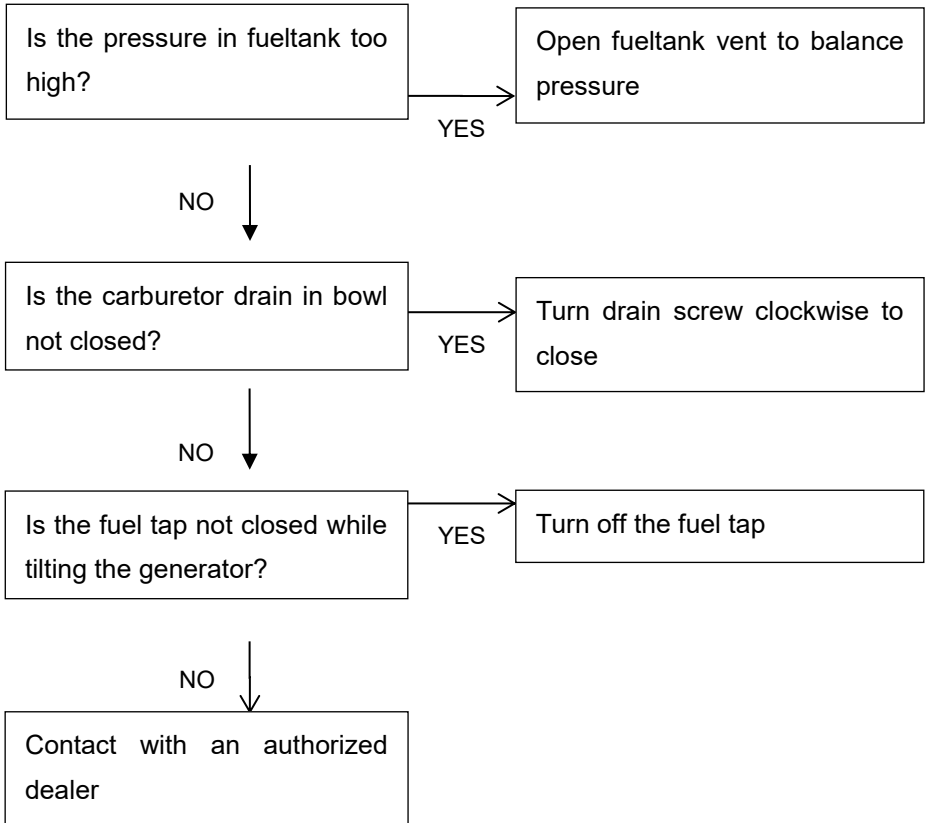 Is the pressure in fueltank too
high?
YES
Open fueltank vent to balance
pressure
NO
Is the carburetor drain in bowl
not closed?
YES
Turn drain screw clockwise to
close
NO
Is the fuel tap not closed while
tilting the generator?
YES
Turn off the fuel tap
NO
Contact with an authorized
dealer